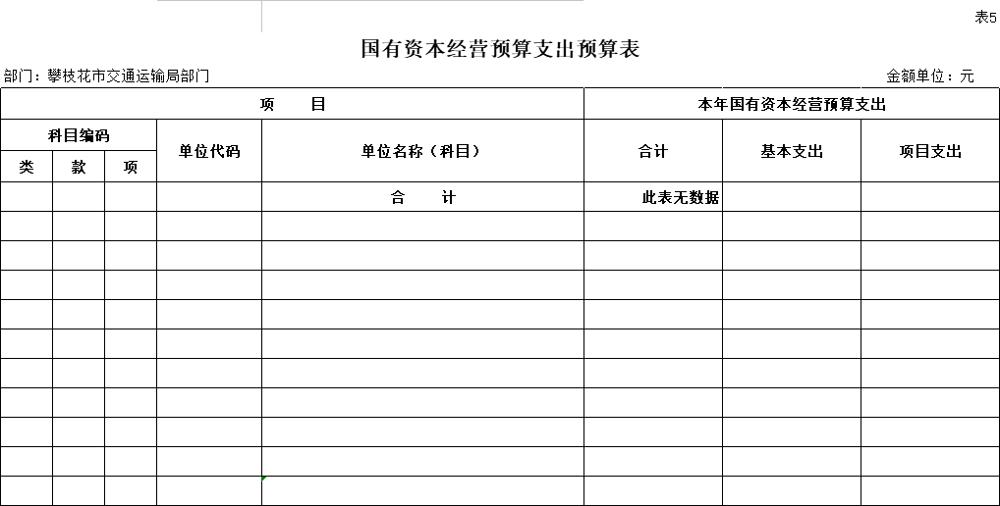 表5
国有资本经营预算支出预算表
部门：攀枝花市交通运输局部门 金额单位：元
项 目 本年国有资本经营预算支出
科目编码 单位代码 单位名称（科目） 合计 基本支出 项目支出
类 款 项
合 计 此表无数据